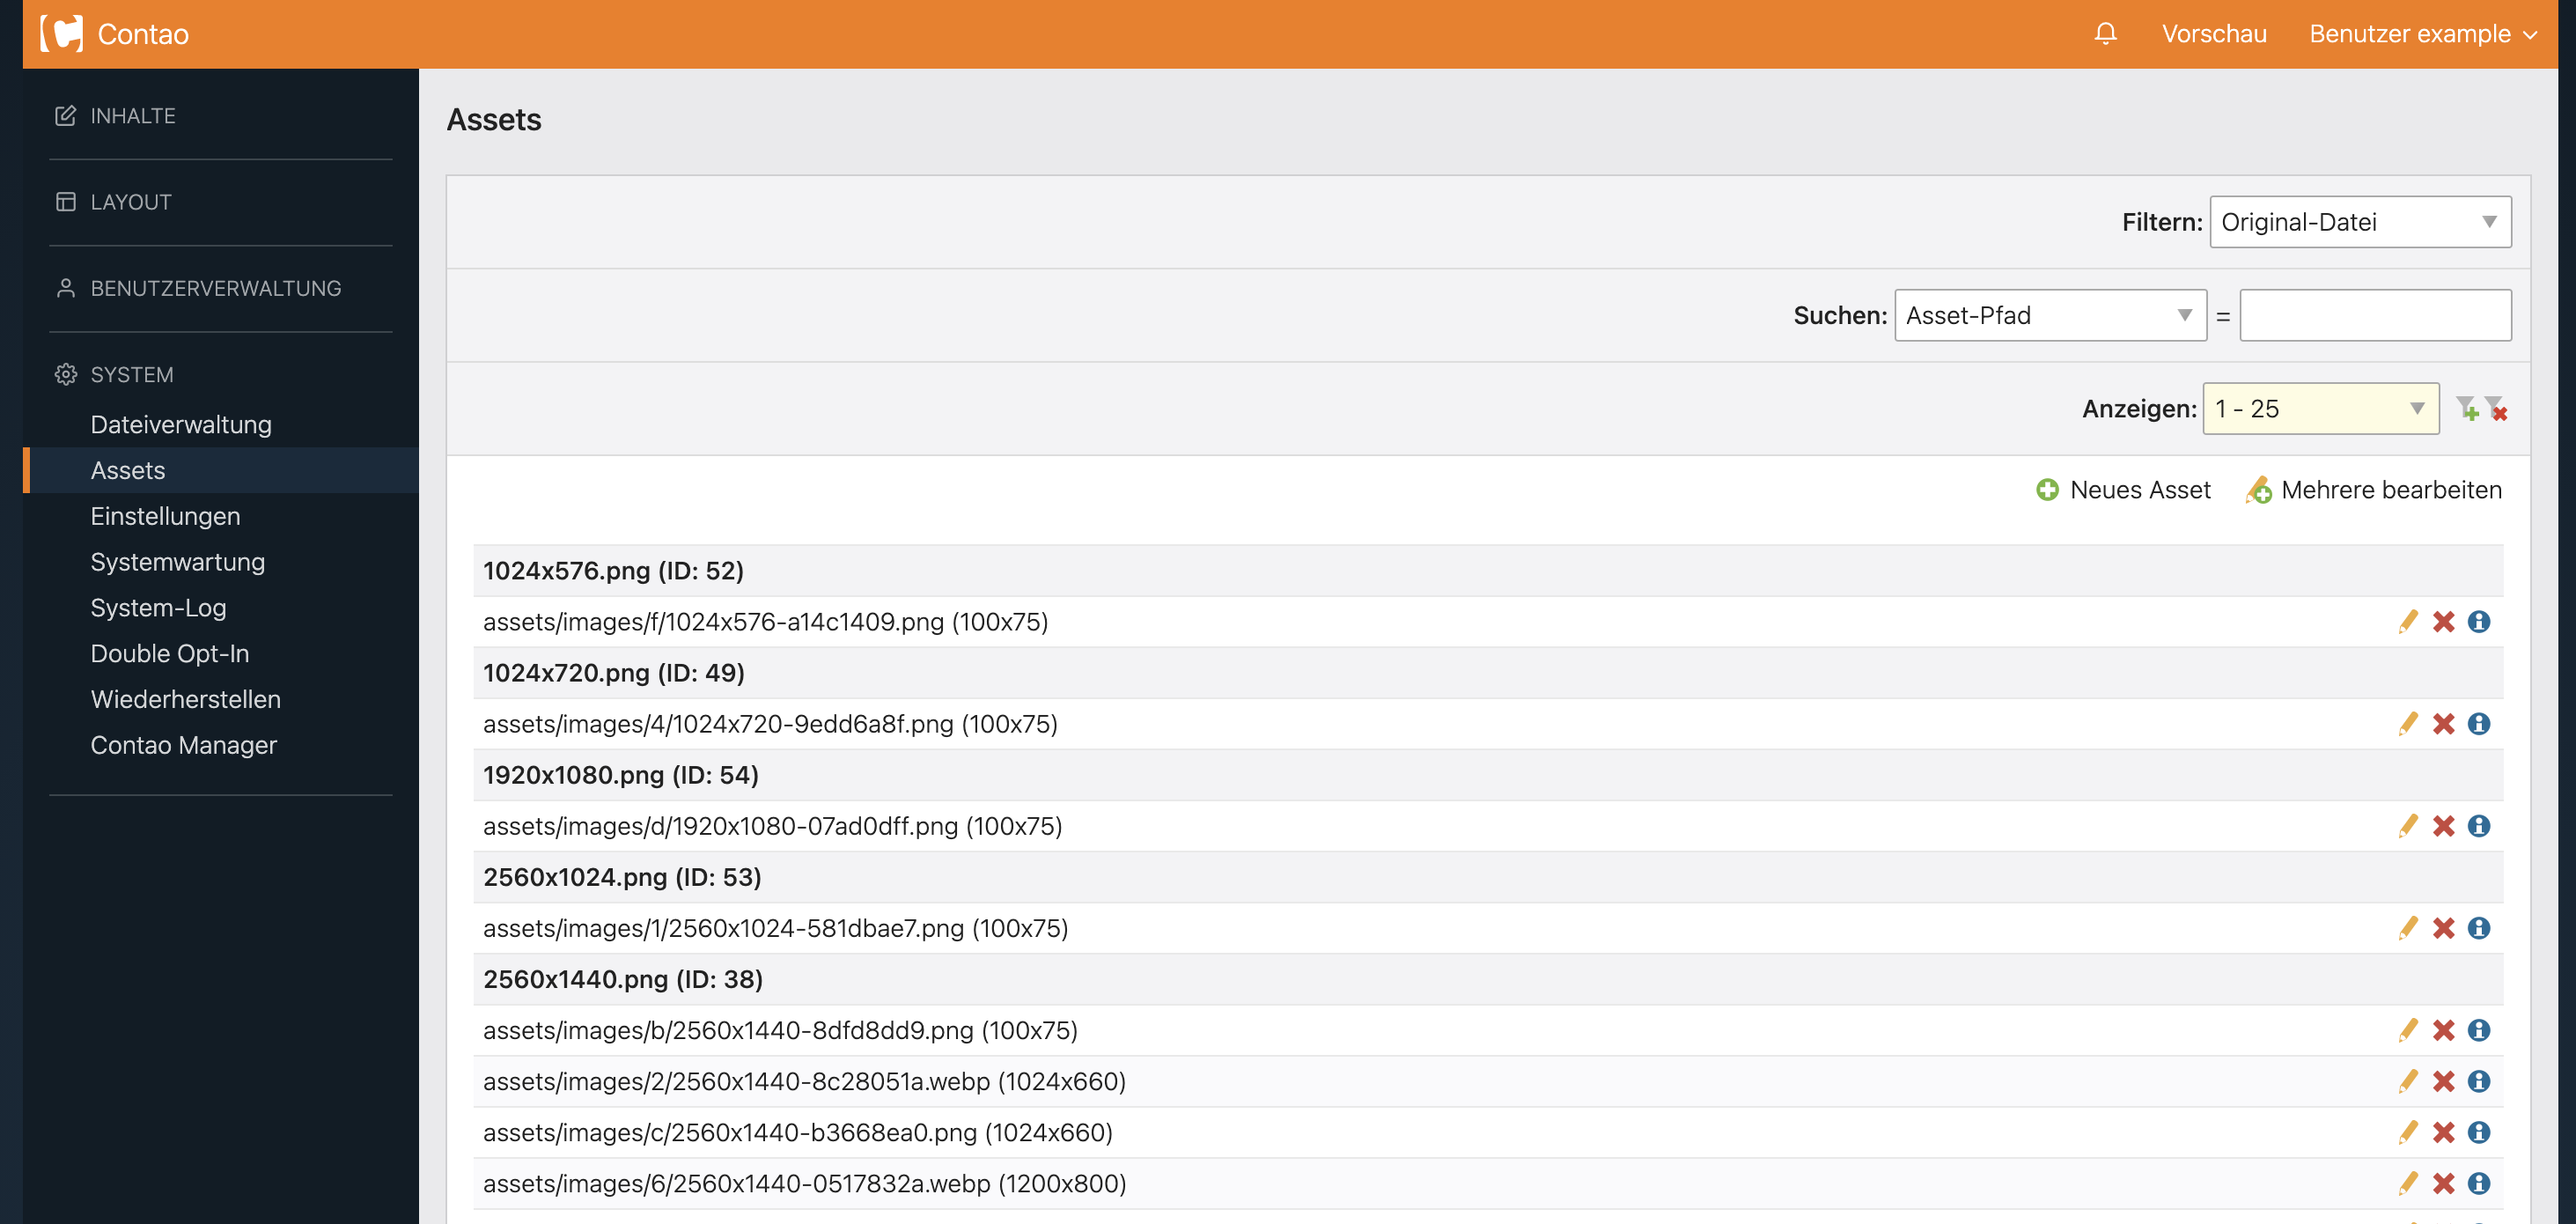 Contao
Vorschau
Benutzer example
INHALTE
LAYOUT
BENUTZERVERWALTUNG
SYSTEM
Dateiverwaltung
Assets
Einstellungen
Systemwartung
System-Log
Double Opt-In
Wiederherstellen
Contao Manager
Assets
Filtern: Original-Datei
Suchen: Asset-Pfad =
Anzeigen: 1 - 25
Neues Asset Mehrere bearbeiten
1024x576.png (ID: 52)
assets/images/f/1024x576-a14c1409.png (100x75)
1024x720.png (ID: 49)
assets/images/4/1024x720-9edd6a8f.png (100x75)
1920x1080.png (ID: 54)
assets/images/d/1920x1080-07ad0dff.png (100x75)
2560x1024.png (ID: 53)
assets/images/1/2560x1024-581dbae7.png (100x75)
2560x1440.png (ID: 38)
assets/images/b/2560x1440-8dfd8dd9.png (100x75)
assets/images/2/2560x1440-8c28051a.webp (1024x660)
assets/images/c/2560x1440-b3668ea0.png (1024x660)
assets/images/6/2560x1440-0517832a.webp (1200x800)